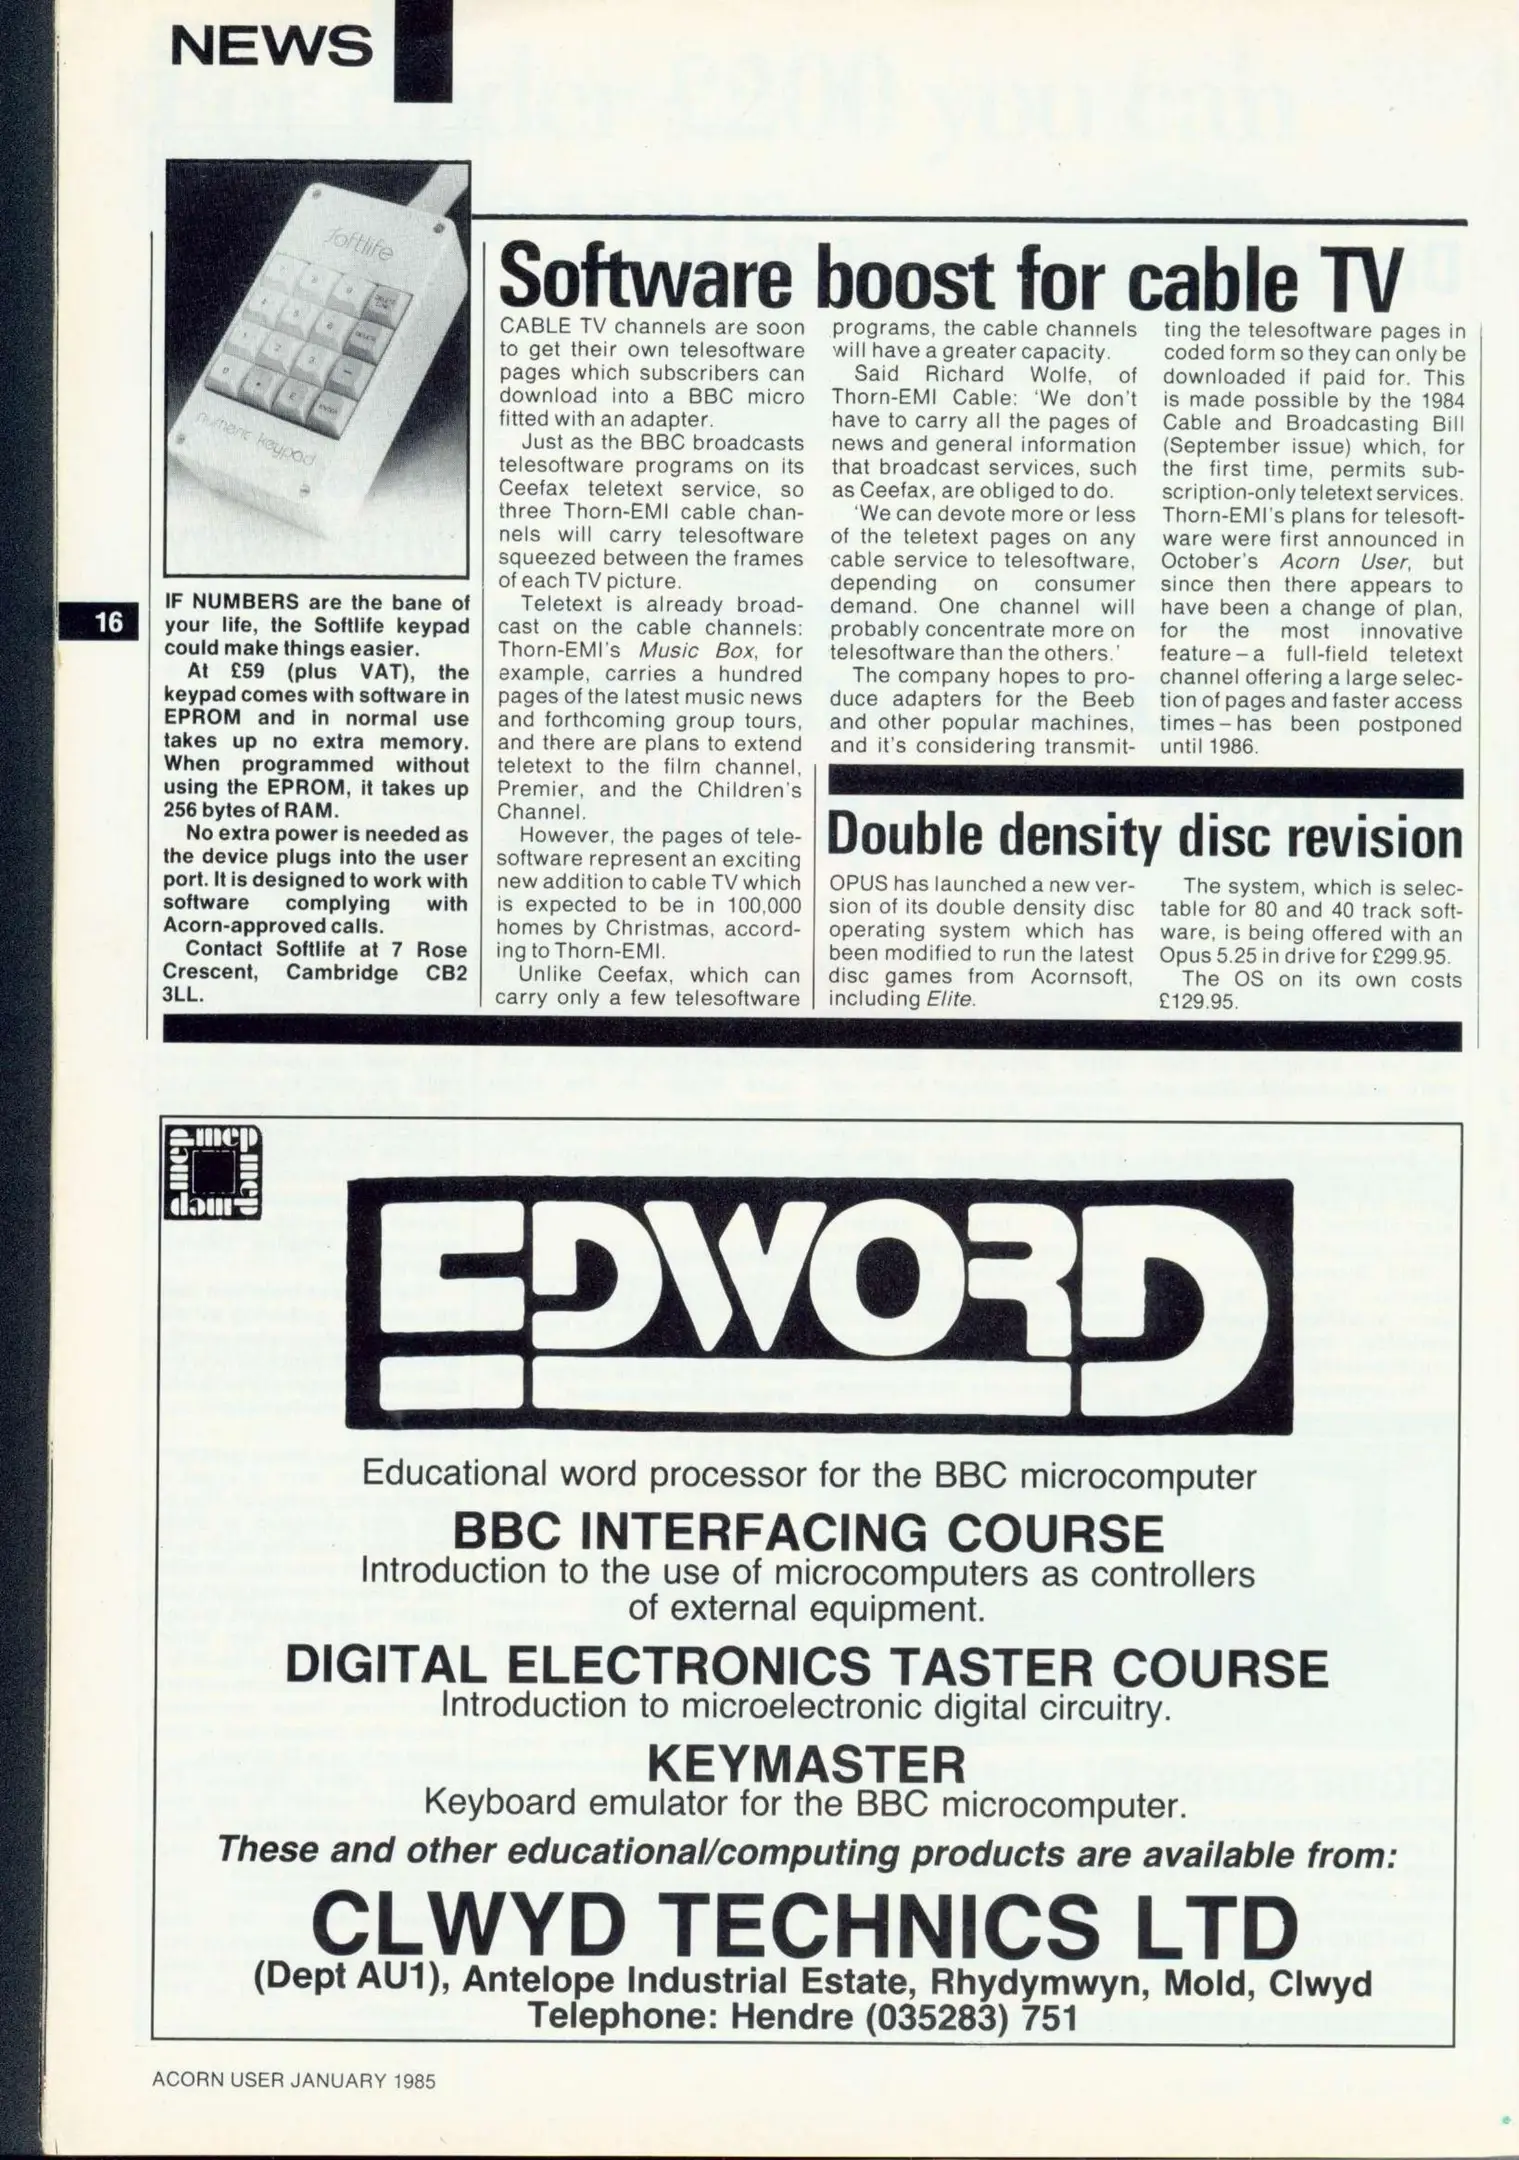 NEWS
softlife
numeric keypad
IF NUMBERS are the bane of
your life, the Softlife keypad
could make things easier.
At £59 (plus VAT), the
keypad comes with software in
EPROM and in normal use
takes up no extra memory.
When programmed without
using the EPROM, it takes up
256 bytes of RAM.
No extra power is needed as
the device plugs into the user
port. It is designed to work with
software complying with
Acorn-approved calls.
Contact Softlife at 7 Rose
Crescent, Cambridge CB2
3LL.
16
Software boost for cable TV
CABLE TV channels are soon
to get their own telesoftware
pages which subscribers can
download into a BBC micro
fitted with an adapter.
Just as the BBC broadcasts
telesoftware programs on its
Ceefax teletext service, so
three Thorn-EMI cable chan-
nels will carry telesoftware
squeezed between the frames
of each TV picture.
Teletext is already broad-
cast on the cable channels:
Thorn-EMI's Music Box, for
example, carries a hundred
pages of the latest music news
and forthcoming group tours,
and there are plans to extend
teletext to the film channel,
Premier, and the Children's
Channel.
However, the pages of tele-
software represent an exciting
new addition to cable TV which
is expected to be in 100,000
homes by Christmas, accord-
ing to Thorn-EMI.
Unlike Ceefax, which can
carry only a few telesoftware
programs, the cable channels
will have a greater capacity.
Said Richard Wolfe, of
Thorn-EMI Cable: 'We don't
have to carry all the pages of
news and general information
that broadcast services, such
as Ceefax, are obliged to do.
'We can devote more or less
of the teletext pages on any
cable service to telesoftware,
depending on consumer
demand. One channel will
probably concentrate more on
telesoftware than the others.'
The company hopes to pro-
duce adapters for the Beeb
and other popular machines,
and it's considering transmit-
ting the telesoftware pages in
coded form so they can only be
downloaded if paid for. This
is made possible by the 1984
Cable and Broadcasting Bill
(September issue) which, for
the first time, permits sub-
scription-only teletext services.
Thorn-EMI's plans for telesoft-
ware were first announced in
October's Acorn User, but
since then there appears to
have been a change of plan,
for the most innovative
feature – a full-field teletext
channel offering a large selec-
tion of pages and faster access
times – has been postponed
until 1986.
Double density disc revision
OPUS has launched a new ver-
sion of its double density disc
operating system which has
been modified to run the latest
disc games from Acornsoft,
including Elite.
The system, which is selec-
table for 80 and 40 track soft-
ware, is being offered with an
Opus 5.25 in drive for £299.95.
The OS on its own costs
£129.95.
mep mep mep mep
EDWORD
Educational word processor for the BBC microcomputer
BBC INTERFACING COURSE
Introduction to the use of microcomputers as controllers
of external equipment.
DIGITAL ELECTRONICS TASTER COURSE
Introduction to microelectronic digital circuitry.
KEYMASTER
Keyboard emulator for the BBC microcomputer.
These and other educational/computing products are available from:
CLWYD TECHNICS LTD
(Dept AU1), Antelope Industrial Estate, Rhydymwyn, Mold, Clwyd
Telephone: Hendre (035283) 751
ACORN USER JANUARY 1985